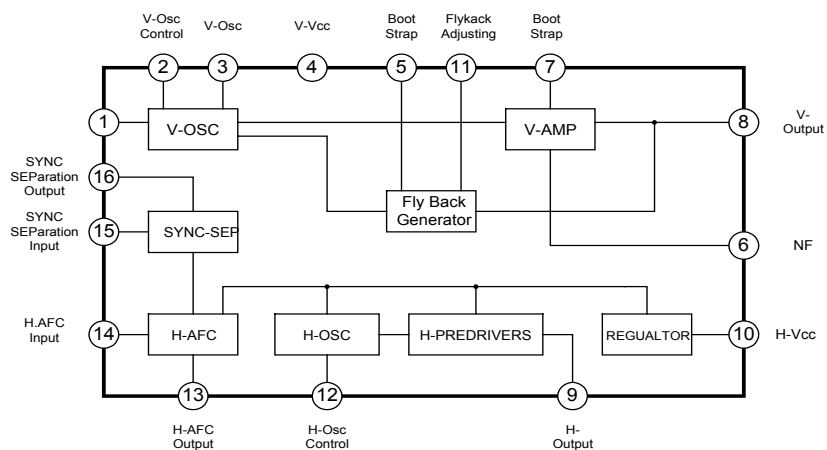 V-Osc
Control
V-Osc
V-Vcc
Boot
Strap
Flykack
Adjusting
Boot
Strap
2
3
4
5
11
7
1
V-OSC
V-AMP
8
V-
Output
SYNC
SEParation
Output
16
Fly Back
Generator
SYNC
SEParation
Input
15
SYNC-SEP
6
NF
H.AFC
Input
14
H-AFC
H-OSC
H-PREDRIVERS
REGUALTOR
10
H-Vcc
13
12
9
H-AFC
Output
H-Osc
Control
H-
Output